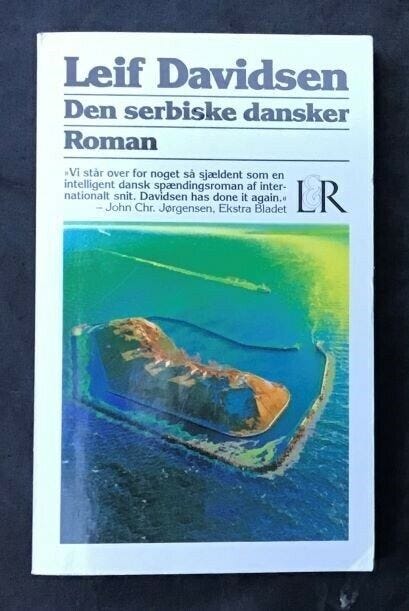 Leif Davidsen
Den serbiske dansker
Roman
»Vi står over for noget så sjældent som en
intelligent dansk spændingsroman af inter-
nationalt snit. Davidsen has done it again.«
– John Chr. Jørgensen, Ekstra Bladet
L&R